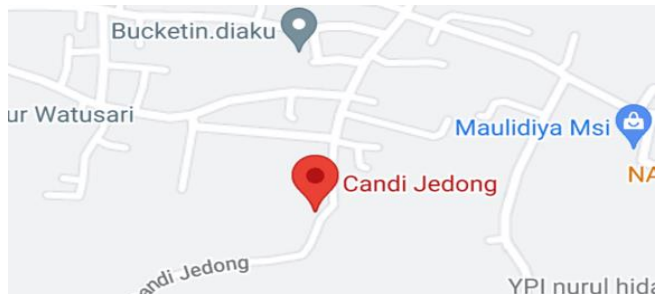 Bucketin.diaku
ur Watusari
Maulidiya Msi
NA
Candi Jedong
andi Jedong
YPI nurul hida